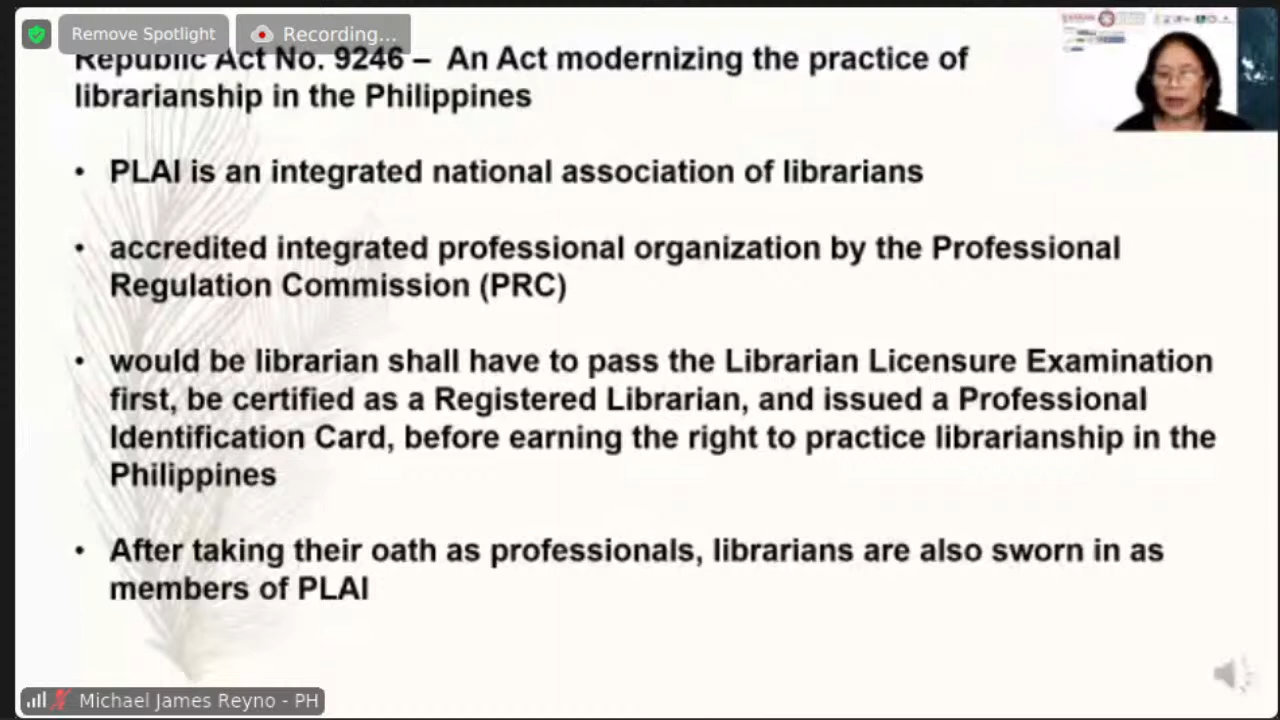 Remove Spotlight
Recording...
Republic Act No. 9246 – An Act modernizing the practice of
librarianship in the Philippines
• PLAI is an integrated national association of librarians
• accredited integrated professional organization by the Professional
Regulation Commission (PRC)
• would be librarian shall have to pass the Librarian Licensure Examination
first, be certified as a Registered Librarian, and issued a Professional
Identification Card, before earning the right to practice librarianship in the
Philippines
• After taking their oath as professionals, librarians are also sworn in as
members of PLAI
Michael James Reyno - PH